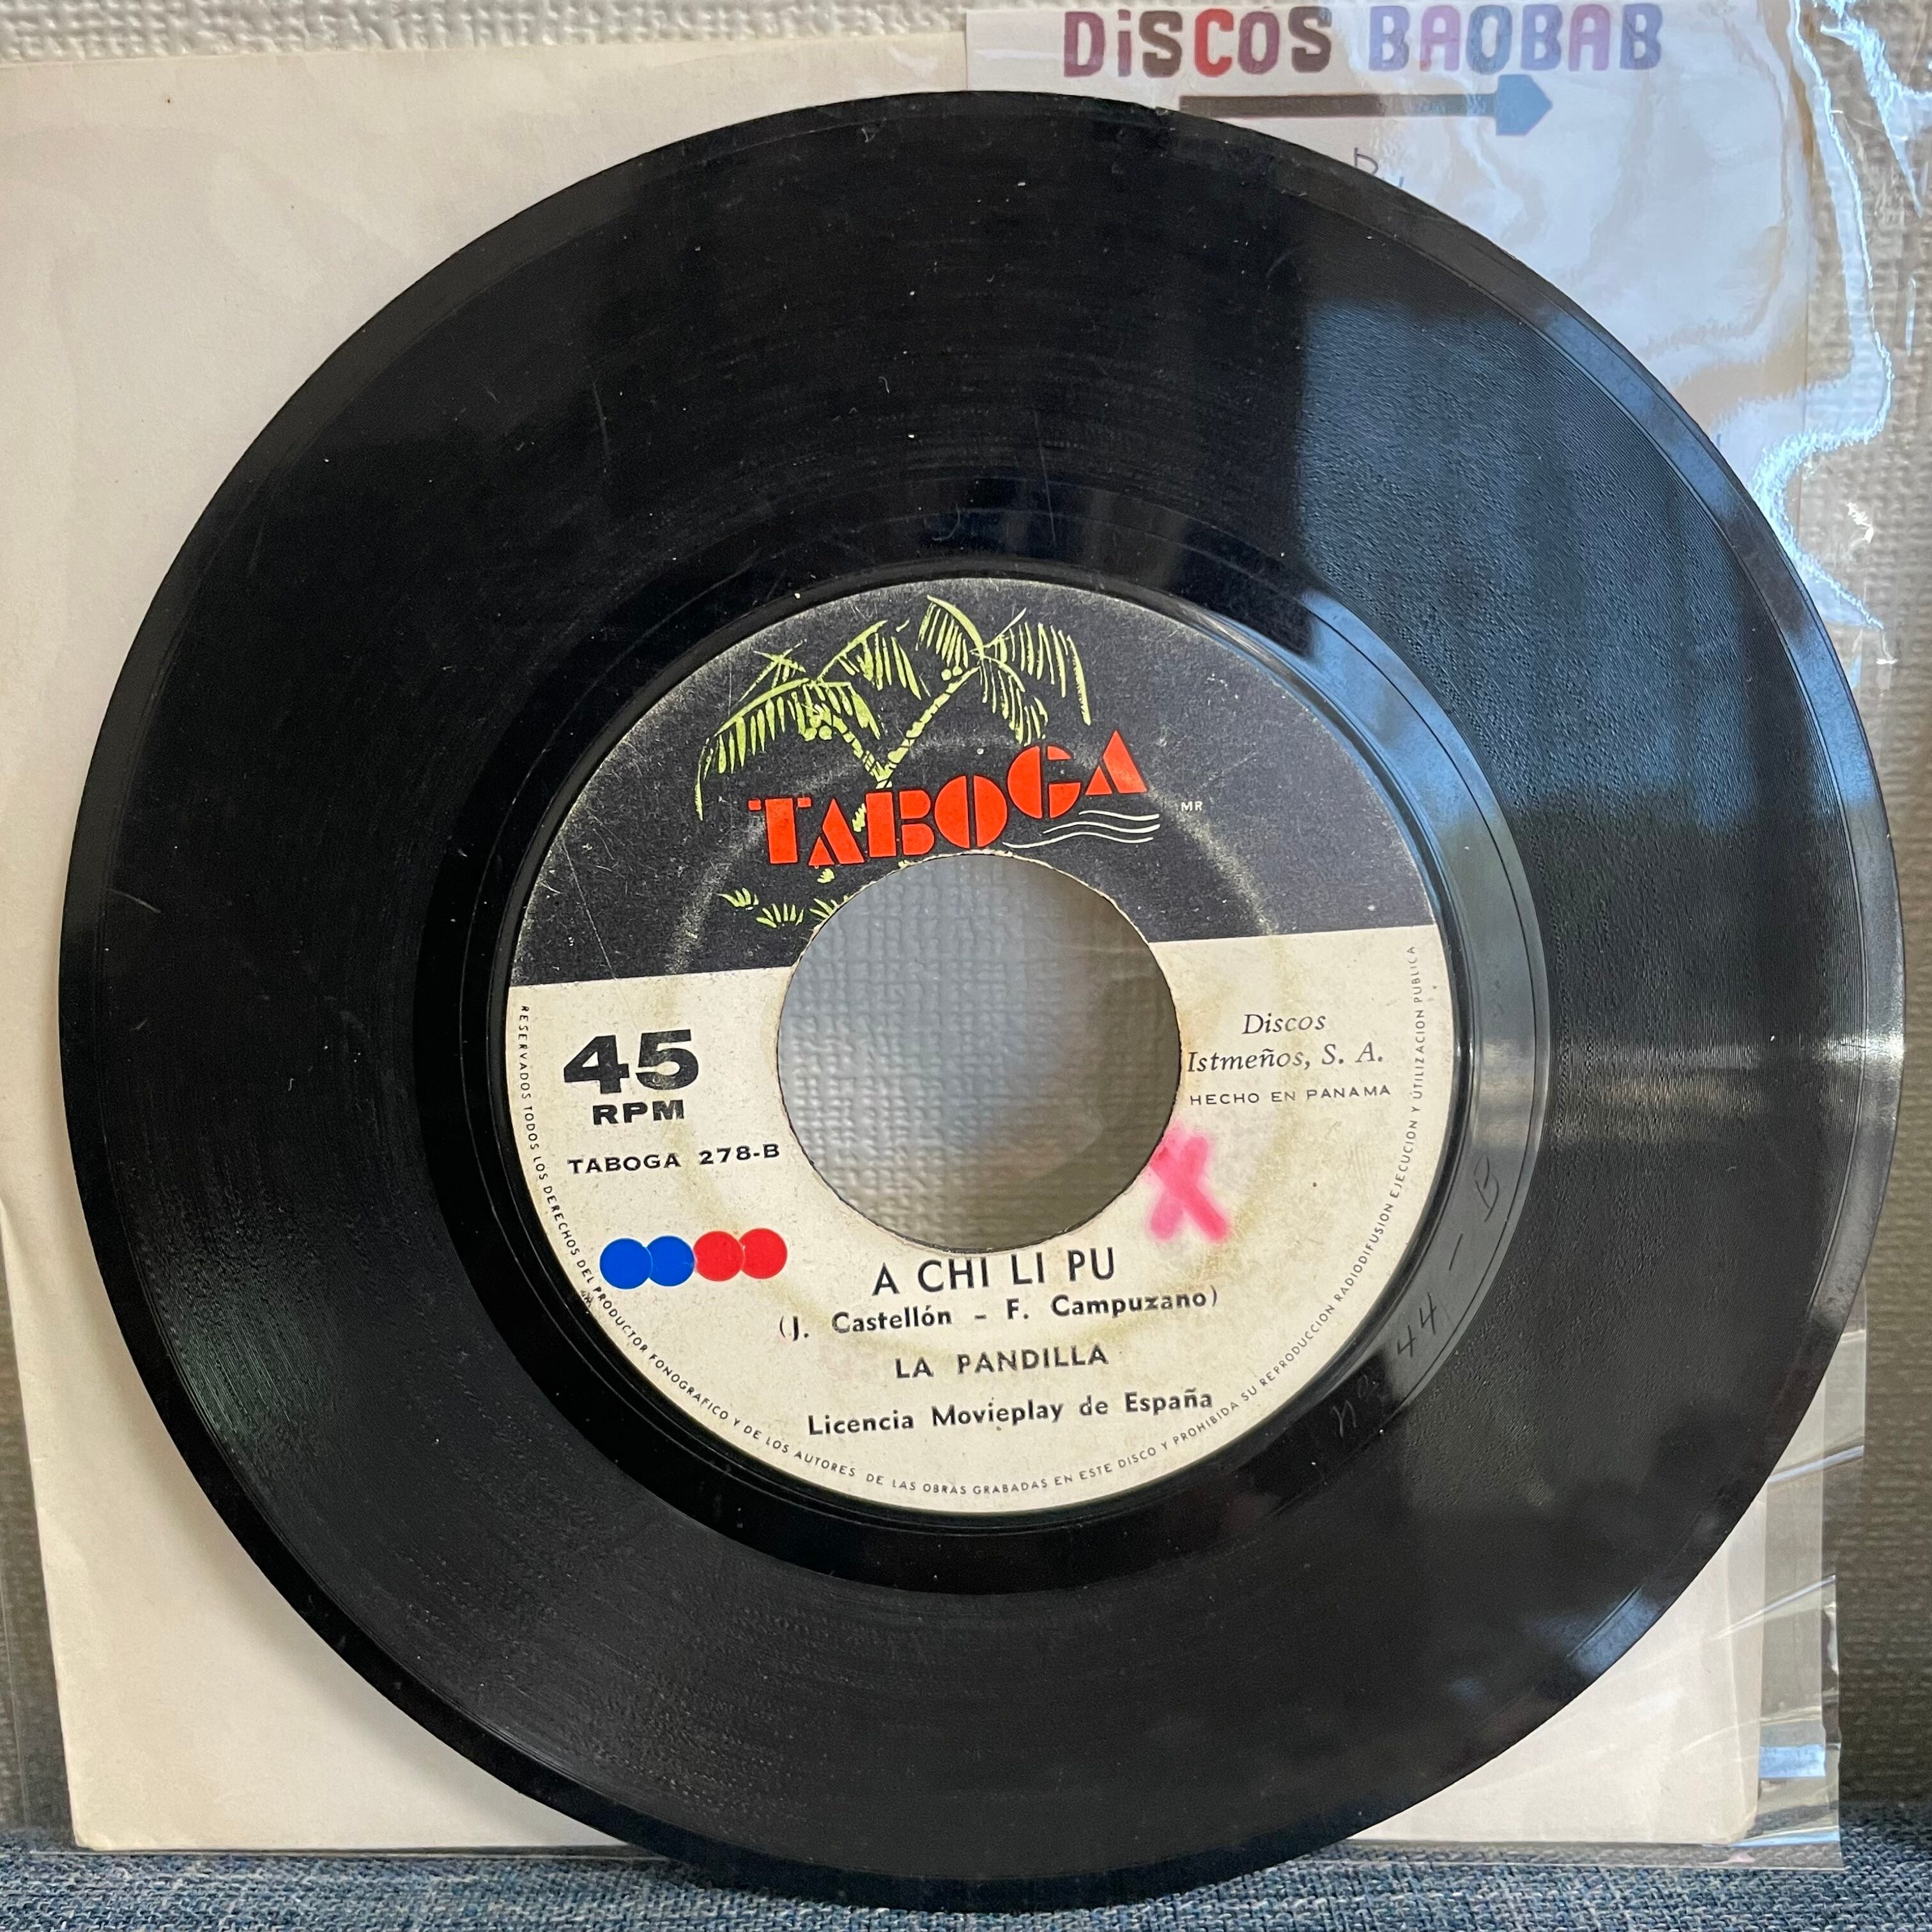 DiSCOS BAOBAB
TABOGA MR
45
RPM
TABOGA 278-B
Discos
Istmeños, S. A.
HECHO EN PANAMA
A CHI LI PU
(J. Castellón - F. Campuzano)
LA PANDILLA
Licencia Movieplay de España
RESERVADOS TODOS LOS DERECHOS DEL PRODUCTOR FONOGRAFICO Y DE LOS AUTORES DE LAS OBRAS GRABADAS EN ESTE DISCO Y PROHIBIDA SU REPRODUCCION RADIODIFUSION EJECUCION Y UTILIZACION PUBLICA
44 - B